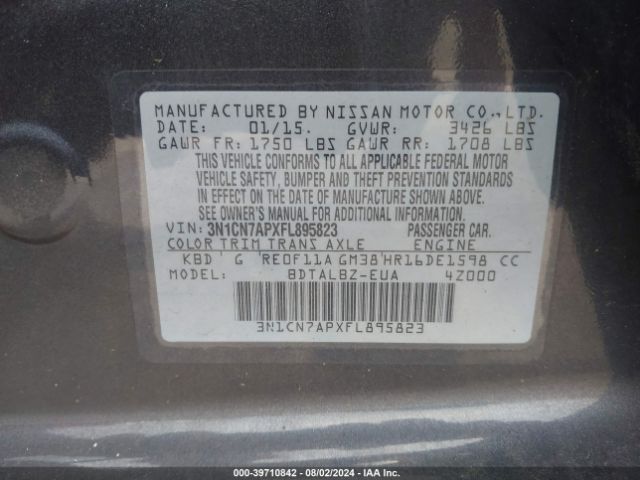 MANUFACTURED BY NISSAN MOTOR CO.,LTD.
DATE: 01/15. GVWR: 3426 LBS
GAWR FR: 1750 LBS GAWR RR: 1708 LBS
THIS VEHICLE CONFORMS TO ALL APPLICABLE FEDERAL MOTOR
VEHICLE SAFETY, BUMPER AND THEFT PREVENTION STANDARDS
IN EFFECT ON THE DATE OF MANUFACTURE SHOWN ABOVE.
SEE OWNER'S MANUAL FOR ADDITIONAL INFORMATION.
VIN: 3N1CN7APXFL895823 PASSENGER CAR.
COLOR TRIM TRANS AXLE ENGINE
KBD G RE0F11A GM38 HR16DE1598 CC
MODEL: BDTALBZ-EUA 4Z000
3N1CN7APXFL895823
000-39710842 - 08/02/2024 - IAA Inc.